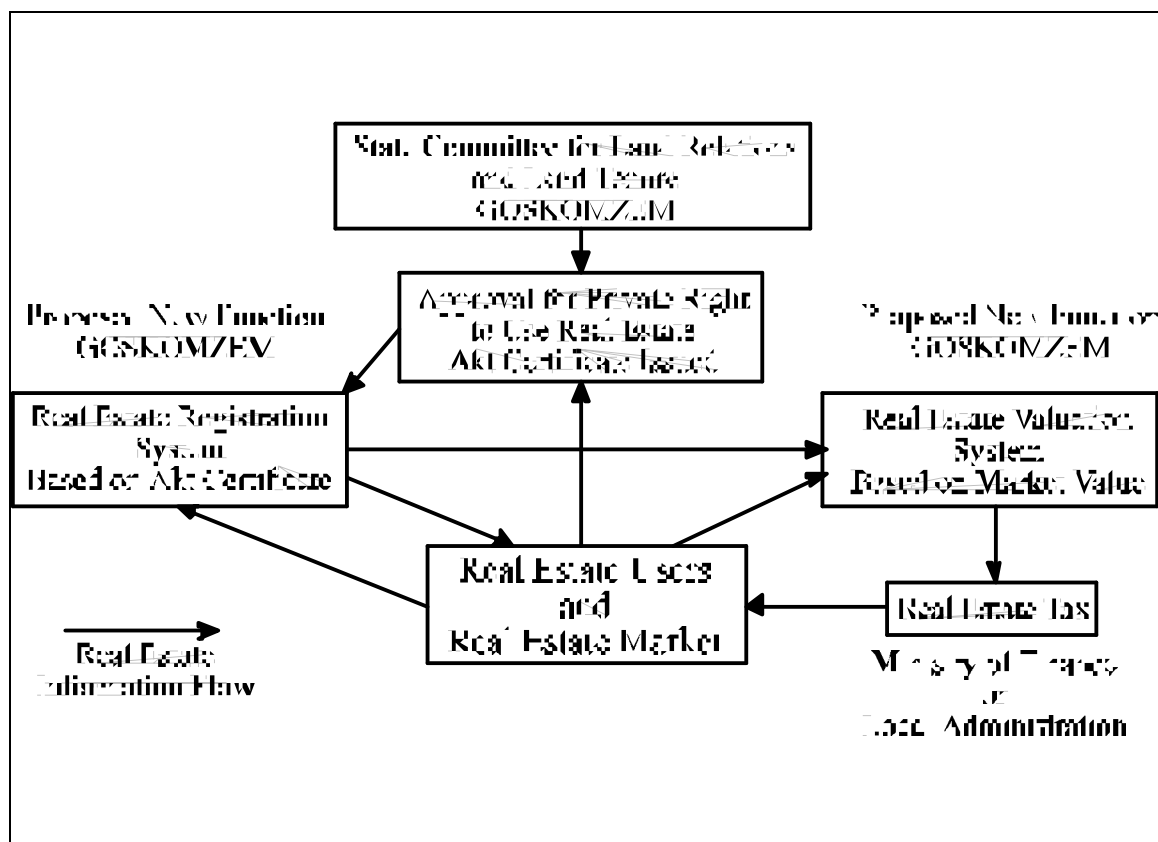 State Committee for Land Relations
and Land Tenure
GOSKOMZEM
Approval for Private Right
to Use Real Estate
Akt Certificate Issued
Proposed New Function
GOSKOMZEM
Proposed New Function
GOSKOMZEM
Real Estate Registration
System
Based on Akt Certificate
Real Estate Valuation
System
Based on Market Value
Real Estate Users
and
Real Estate Market
Real Estate Tax
Real Estate
Information Flow
Ministry of Finance
or
Local Administration